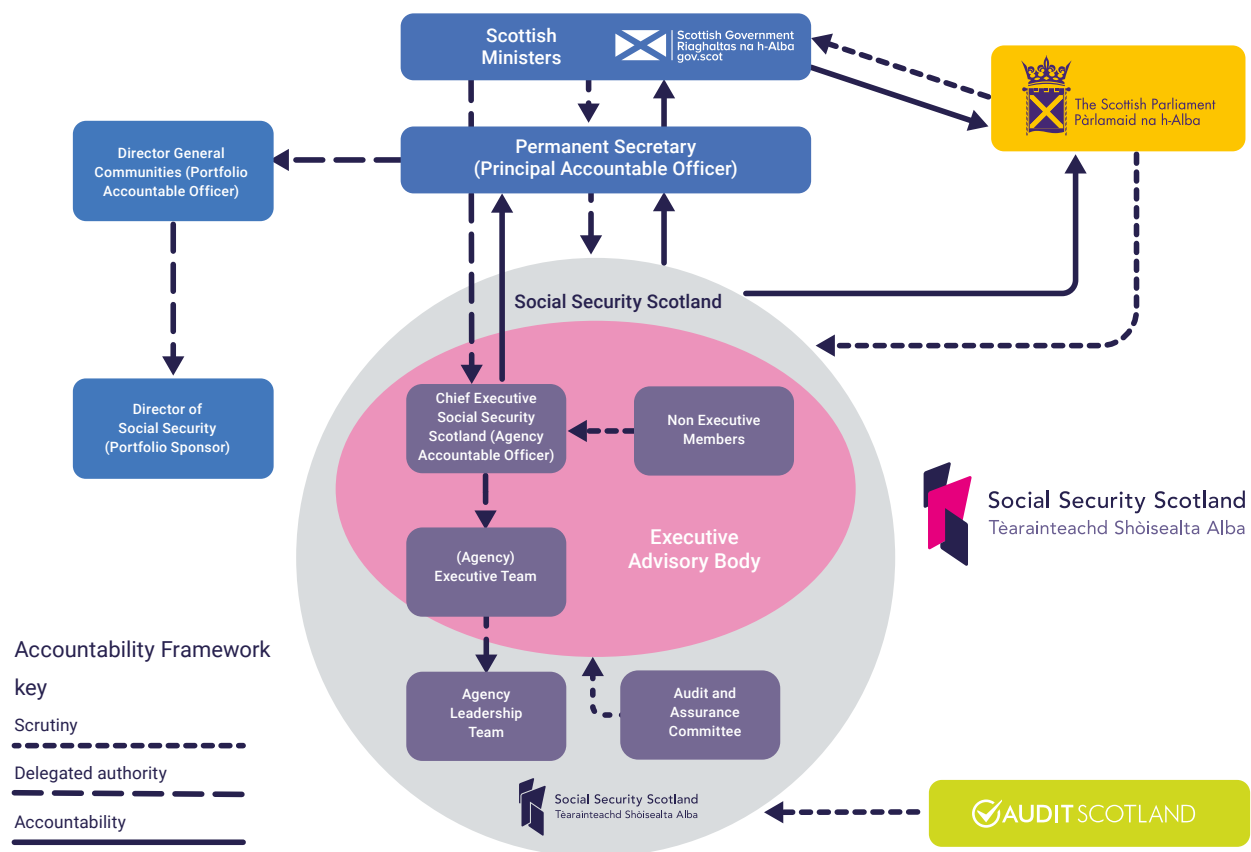 Scottish
Ministers
Scottish Government
Riaghaltas na h-Alba
gov.scot
The Scottish Parliament
Pàrlamaid na h-Alba
Director General
Communities (Portfolio
Accountable Officer)
Permanent Secretary
(Principal Accountable Officer)
Social Security Scotland
Director of
Social Security
(Portfolio Sponsor)
Chief Executive
Social Security
Scotland (Agency
Accountable Officer)
Non Executive
Members
(Agency)
Executive Team
Executive
Advisory Body
Social Security Scotland
Tèarainteachd Shòisealta Alba
Agency
Leadership
Team
Audit and
Assurance
Committee
Accountability Framework
key
Scrutiny
Delegated authority
Accountability
Social Security Scotland
Tèarainteachd Shòisealta Alba
AUDIT SCOTLAND